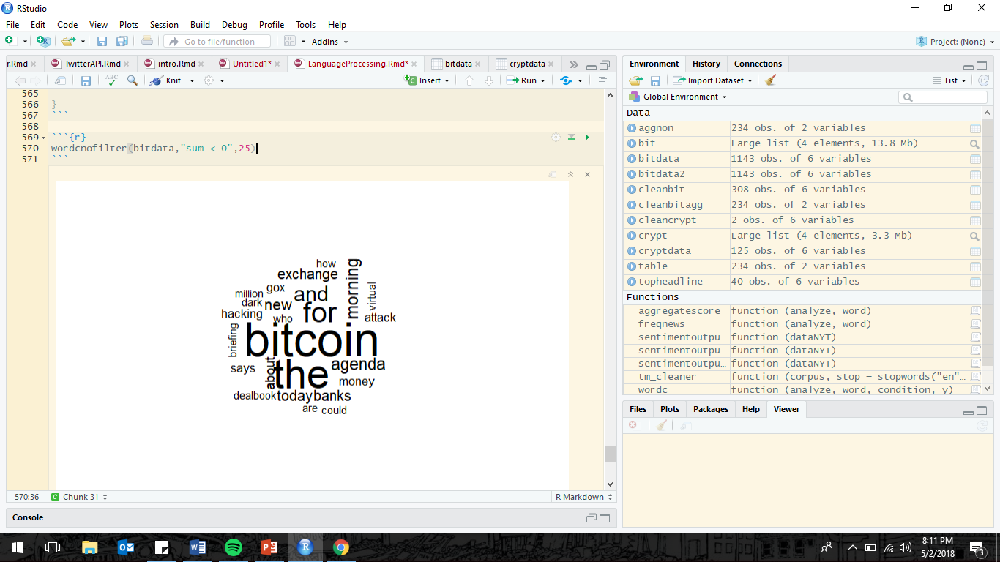 RStudio
File Edit Code View Plots Session Build Debug Profile Tools Help
Go to file/function Addins Project: (None)
r.Rmd TwitterAPI.Rmd intro.Rmd Untitled1* LanguageProcessing.Rmd* bitdata cryptdata
ABC Knit Insert Run
565
566 }
567 ```
568
569 ```{r}
570 wordcnofilter(bitdata,"sum < 0",25)
571 ```
how
exchange
morning
gox
virtual
million
and
dark
new
for
hacking
who
attack
briefing
bitcoin
agenda
says
about
the
money
dealbook
today
banks
are
could
570:36 Chunk 31 R Markdown
Console
Environment History Connections
Import Dataset List
Global Environment
Data
aggnon 234 obs. of 2 variables
bit Large list (4 elements, 13.8 Mb)
bitdata 1143 obs. of 6 variables
bitdata2 1143 obs. of 6 variables
cleanbit 308 obs. of 6 variables
cleanbitagg 234 obs. of 2 variables
cleancrypt 2 obs. of 6 variables
crypt Large list (4 elements, 3.3 Mb)
cryptdata 125 obs. of 6 variables
table 234 obs. of 2 variables
topheadline 40 obs. of 6 variables
Functions
aggregatescore function (analyze, word)
freqnews function (analyze, word)
sentimentoutpu… function (dataNYT)
sentimentoutpu… function (dataNYT)
sentimentoutpu… function (dataNYT)
tm_cleaner function (corpus, stop = stopwords("en"…
wordc function (analyze, word, condition, y)
Files Plots Packages Help Viewer
8:11 PM
5/2/2018
3